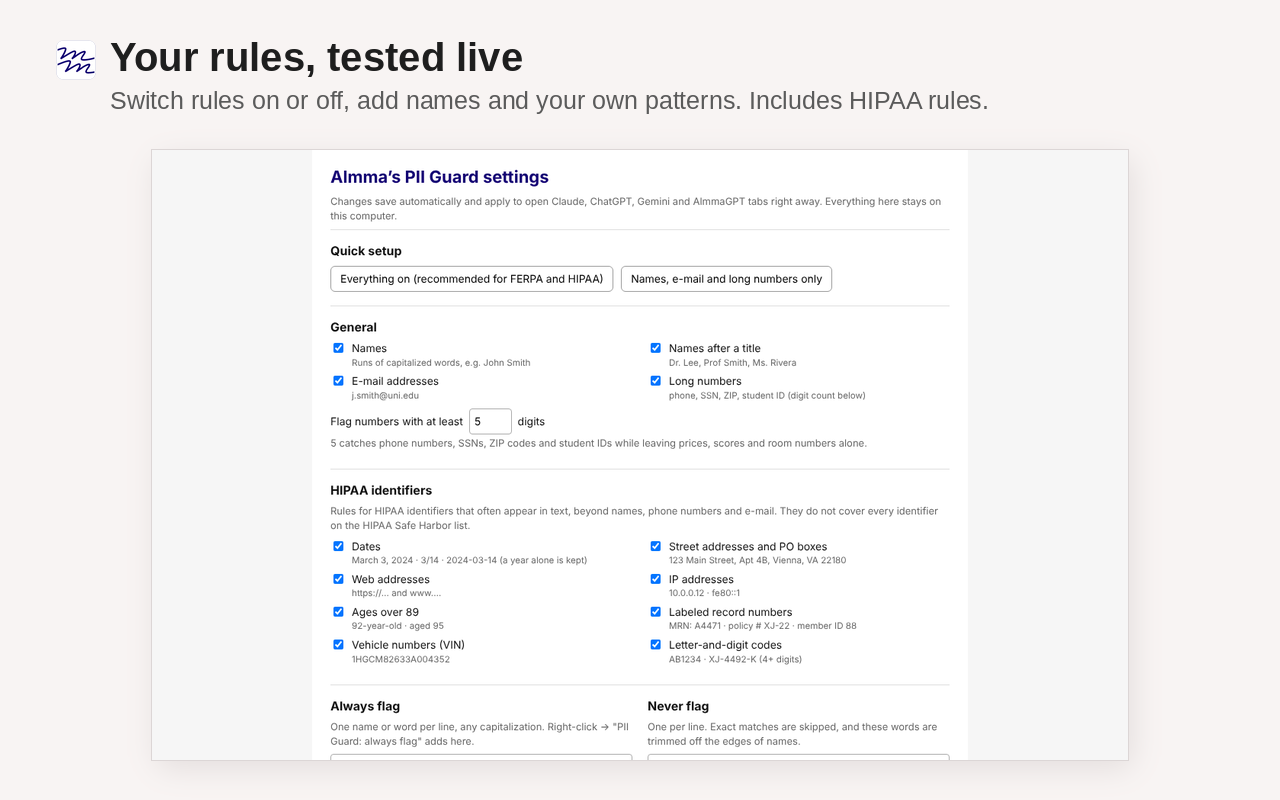 Your rules, tested live
Switch rules on or off, add names and your own patterns. Includes HIPAA rules.
Almma's PII Guard settings
Changes save automatically and apply to open Claude, ChatGPT, Gemini and AlmmaGPT tabs right away. Everything here stays on
this computer.
Quick setup
Everything on (recommended for FERPA and HIPAA)
Names, e-mail and long numbers only
General
Names
Runs of capitalized words, e.g. John Smith
Names after a title
Dr. Lee, Prof Smith, Ms. Rivera
E-mail addresses
j.smith@uni.edu
Long numbers
phone, SSN, ZIP, student ID (digit count below)
Flag numbers with at least 5 digits
5 catches phone numbers, SSNs, ZIP codes and student IDs while leaving prices, scores and room numbers alone.
HIPAA identifiers
Rules for HIPAA identifiers that often appear in text, beyond names, phone numbers and e-mail. They do not cover every identifier
on the HIPAA Safe Harbor list.
Dates
March 3, 2024 · 3/14 · 2024-03-14 (a year alone is kept)
Street addresses and PO boxes
123 Main Street, Apt 4B, Vienna, VA 22180
Web addresses
https://... and www....
IP addresses
10.0.0.12 · fe80::1
Ages over 89
92-year-old · aged 95
Labeled record numbers
MRN: A4471 · policy # XJ-22 · member ID 88
Vehicle numbers (VIN)
1HGCM82633A004352
Letter-and-digit codes
AB1234 · XJ-4492-K (4+ digits)
Always flag
One name or word per line, any capitalization. Right-click → "PII
Guard: always flag" adds here.
Never flag
One per line. Exact matches are skipped, and these words are
trimmed off the edges of names.